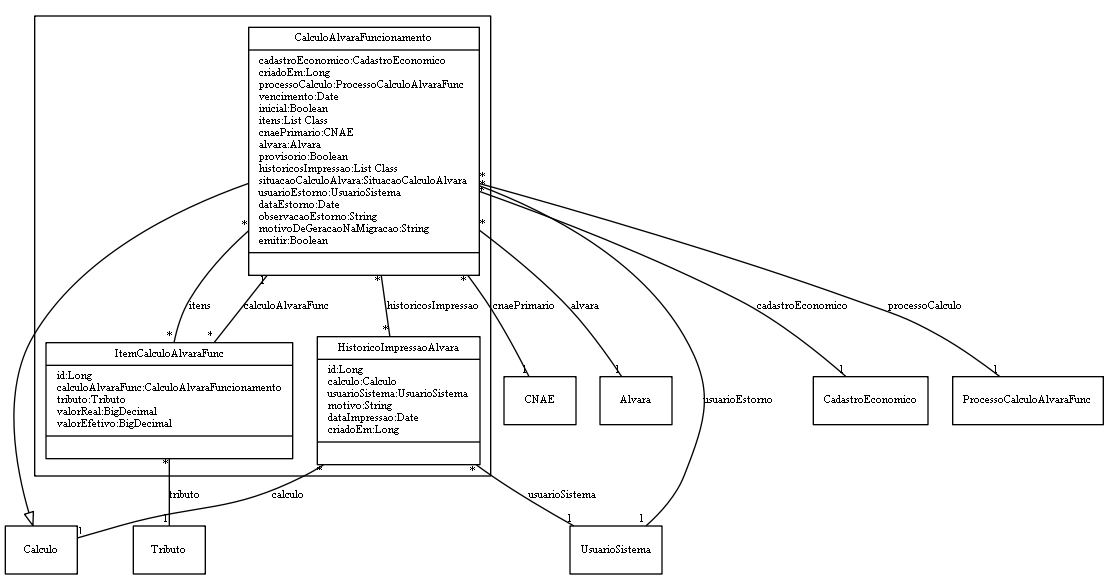 CalculoAlvaraFuncionamento
cadastroEconomico:CadastroEconomico
criadoEm:Long
processoCalculo:ProcessoCalculoAlvaraFunc
vencimento:Date
inicial:Boolean
itens:List Class
cnaePrimario:CNAE
alvara:Alvara
provisorio:Boolean
historicosImpressao:List Class
situacaoCalculoAlvara:SituacaoCalculoAlvara
usuarioEstorno:UsuarioSistema
dataEstorno:Date
observacaoEstorno:String
motivoDeGeracaoNaMigracao:String
emitir:Boolean
*
*
*
*
*
1
*
*
itens
calculoAlvaraFunc
historicosImpressao
cnaePrimario
alvara
cadastroEconomico
processoCalculo
*
*
*
1
1
1
1
ItemCalculoAlvaraFunc
id:Long
calculoAlvaraFunc:CalculoAlvaraFuncionamento
tributo:Tributo
valorReal:BigDecimal
valorEfetivo:BigDecimal
HistoricoImpressaoAlvara
id:Long
calculo:Calculo
usuarioSistema:UsuarioSistema
motivo:String
dataImpressao:Date
criadoEm:Long
CNAE
Alvara
usuarioEstorno
CadastroEconomico
ProcessoCalculoAlvaraFunc
*
*
*
tributo
calculo
usuarioSistema
1
1
1
1
Calculo
Tributo
UsuarioSistema